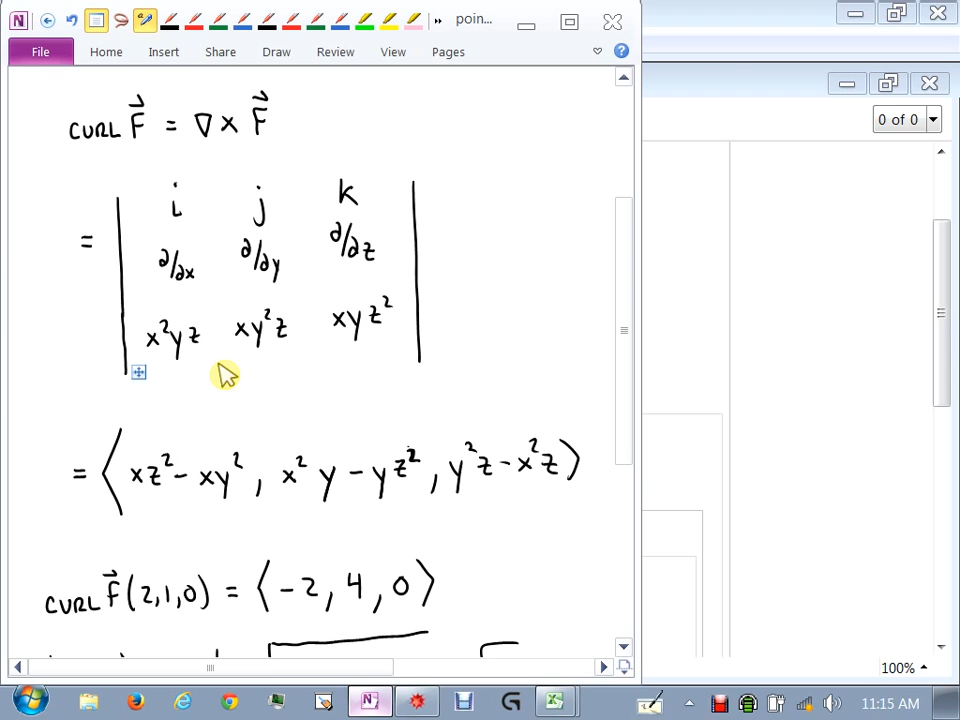 poin...
File Home Insert Share Draw Review View Pages
0 of 0
CURL F⃗ = ∇ × F⃗
= | i j k |
∂/∂x ∂/∂y ∂/∂z
x²yz xy²z xyz²
= ⟨xz² - xy², x²y - yz², y²z - x²z⟩
CURL F⃗(2,1,0) = ⟨-2, 4, 0⟩
100%
11:15 AM